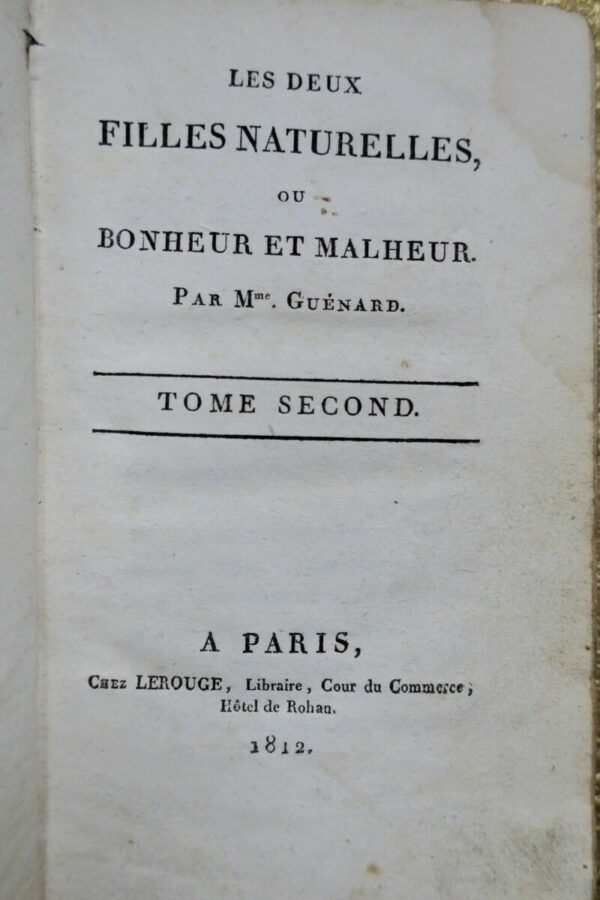 LES DEUX
FILLES NATURELLES,
OU
BONHEUR ET MALHEUR.
PAR Mme. GUÉNARD.
TOME SECOND.
A PARIS,
CHEZ LEROUGE, Libraire, Cour du Commerce,
Hôtel de Rohan.
1812.